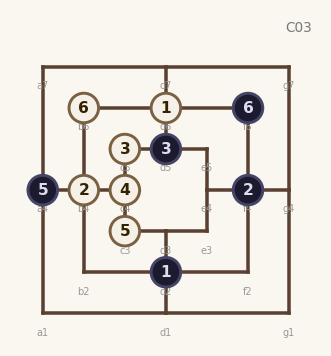 C03
a7 d7 g7
6 1 6
b6 d6 f6
3 3
c5 d5 e5
5 2 4 2
a4 b4 c4 e4 f4 g4
5
c3 d3 e3
1
b2 d2 f2
a1 d1 g1